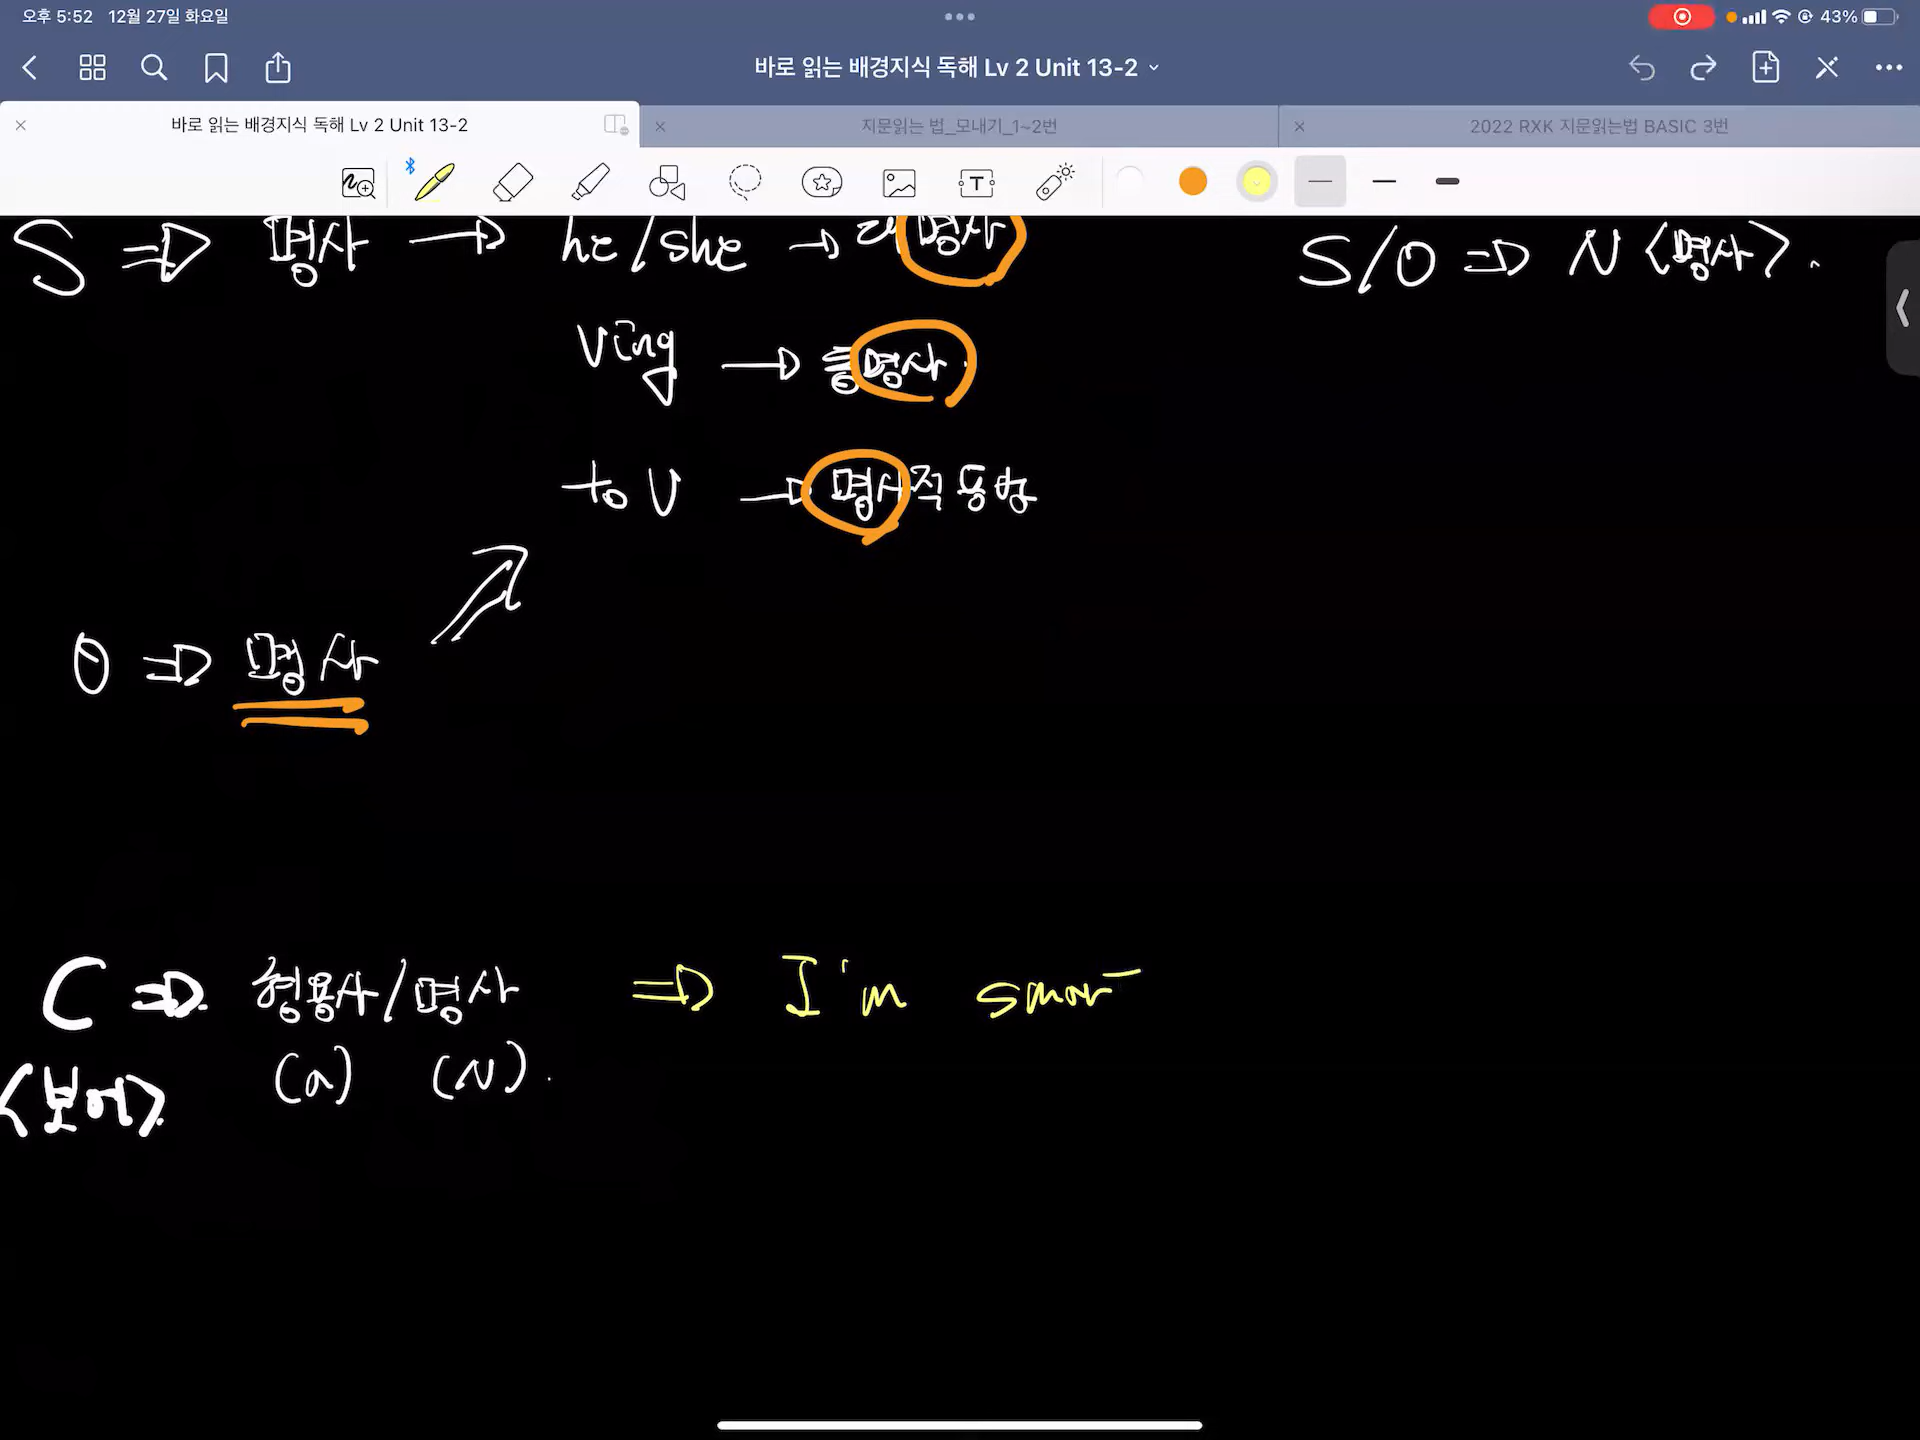 오후 5:52 12월 27일 화요일
43%
바로 읽는 배경지식 독해 Lv 2 Unit 13-2
바로 읽는 배경지식 독해 Lv 2 Unit 13-2
지문읽는 법_모내기_1~2번
2022 RXK 지문읽는법 BASIC 3번
S ⇒ 명사 → he/she → 대명사
S/O ⇒ N <명사>.
Ving → 동명사
to V → 명사적 용법
O ⇒ 명사
C ⇒ 형용사/명사 ⇒ I'm smart
<보어> (a) (N).